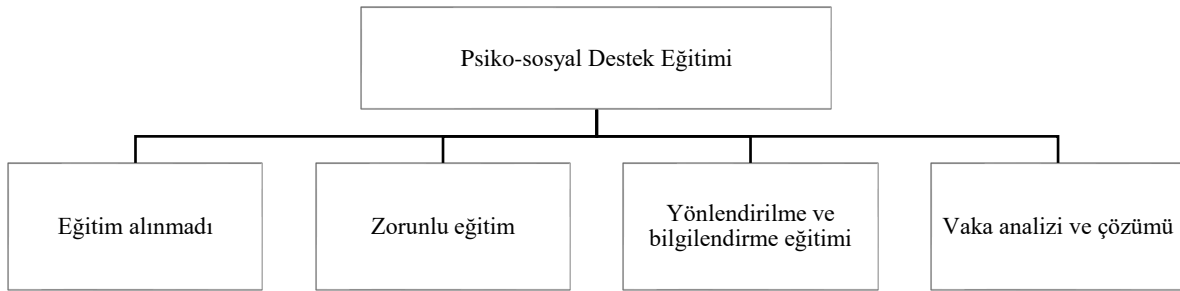 Psiko-sosyal Destek Eğitimi
Eğitim alınmadı
Zorunlu eğitim
Yönlendirilme ve
bilgilendirme eğitimi
Vaka analizi ve çözümü